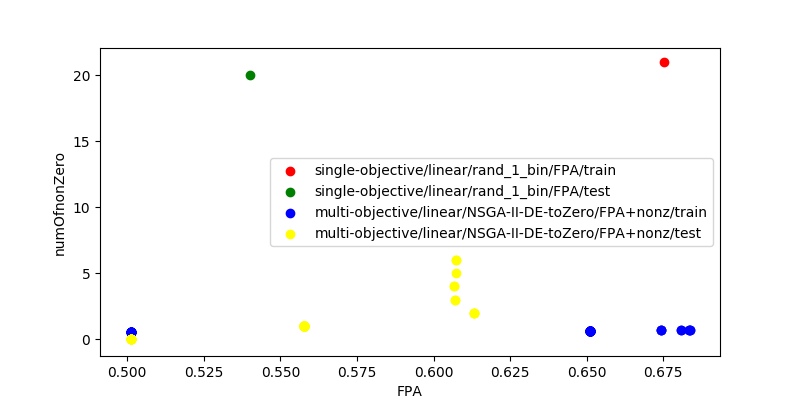 20
15
10
5
0
numOfnonZero
single-objective/linear/rand_1_bin/FPA/train
single-objective/linear/rand_1_bin/FPA/test
multi-objective/linear/NSGA-II-DE-toZero/FPA+nonz/train
multi-objective/linear/NSGA-II-DE-toZero/FPA+nonz/test
0.500 0.525 0.550 0.575 0.600 0.625 0.650 0.675
FPA